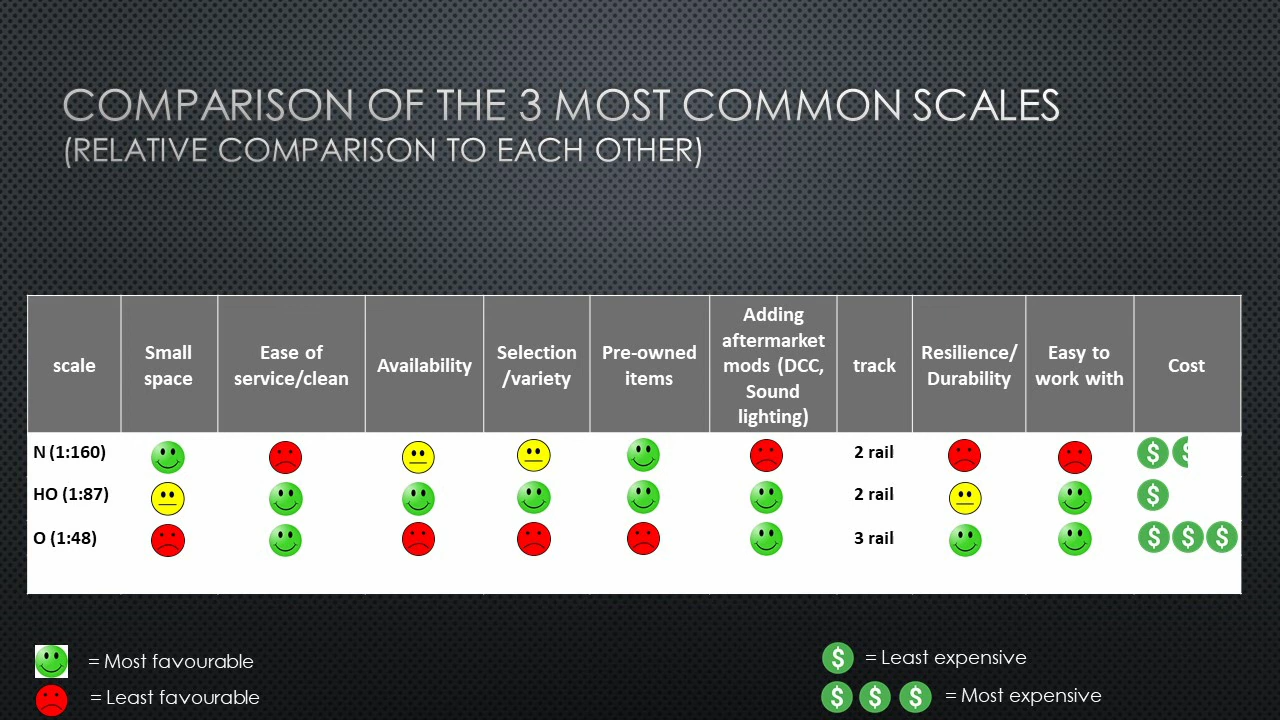 COMPARISON OF THE 3 MOST COMMON SCALES
(RELATIVE COMPARISON TO EACH OTHER)
scale
Small
space
Ease of
service/clean
Availability
Selection
/variety
Pre-owned
items
Adding
aftermarket
mods (DCC,
Sound
lighting)
track
Resilience/
Durability
Easy to
work with
Cost
N (1:160)
2 rail
$ $
HO (1:87)
2 rail
$
O (1:48)
3 rail
$ $ $
= Most favourable
= Least favourable
$ = Least expensive
$ $ $ = Most expensive